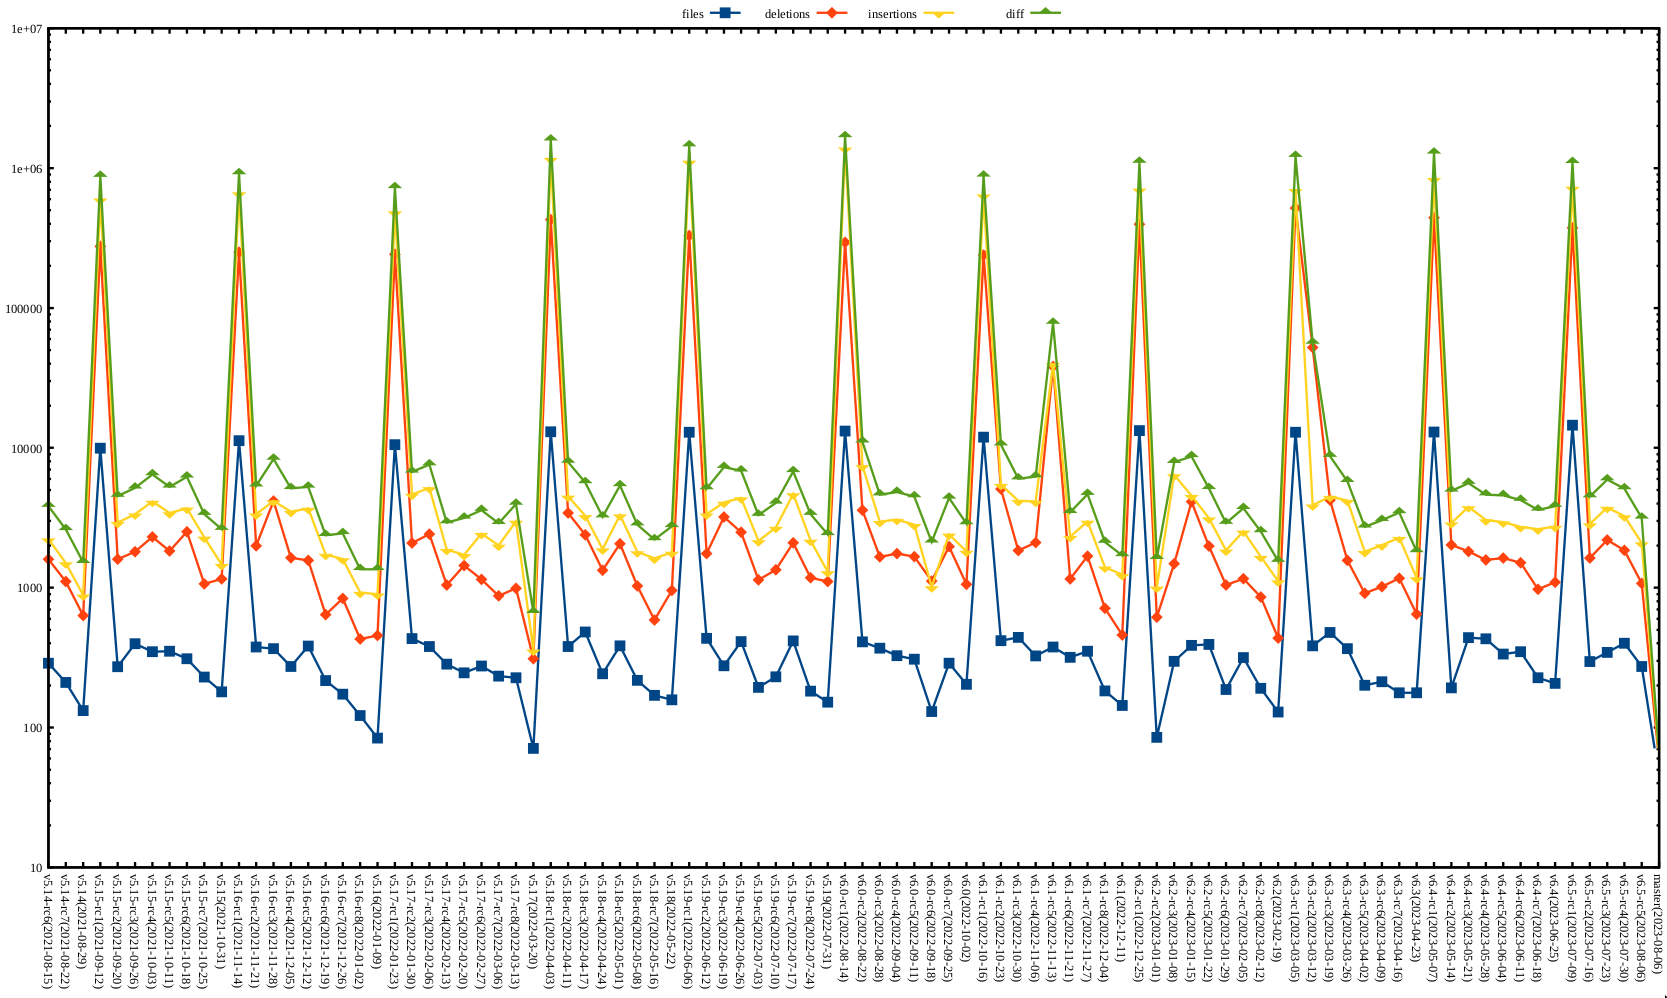 files
deletions
insertions
diff
1e+07
1e+06
100000
10000
1000
100
10
v5.14-rc6(2021-08-15)
v5.14-rc7(2021-08-22)
v5.14(2021-08-29)
v5.15-rc1(2021-09-12)
v5.15-rc2(2021-09-20)
v5.15-rc3(2021-09-26)
v5.15-rc4(2021-10-03)
v5.15-rc5(2021-10-11)
v5.15-rc6(2021-10-18)
v5.15-rc7(2021-10-25)
v5.15(2021-10-31)
v5.16-rc1(2021-11-14)
v5.16-rc2(2021-11-21)
v5.16-rc3(2021-11-28)
v5.16-rc4(2021-12-05)
v5.16-rc5(2021-12-12)
v5.16-rc6(2021-12-19)
v5.16-rc7(2021-12-26)
v5.16-rc8(2022-01-02)
v5.16(2022-01-09)
v5.17-rc1(2022-01-23)
v5.17-rc2(2022-01-30)
v5.17-rc3(2022-02-06)
v5.17-rc4(2022-02-13)
v5.17-rc5(2022-02-20)
v5.17-rc6(2022-02-27)
v5.17-rc7(2022-03-06)
v5.17-rc8(2022-03-13)
v5.17(2022-03-20)
v5.18-rc1(2022-04-03)
v5.18-rc2(2022-04-11)
v5.18-rc3(2022-04-17)
v5.18-rc4(2022-04-24)
v5.18-rc5(2022-05-01)
v5.18-rc6(2022-05-08)
v5.18-rc7(2022-05-16)
v5.18(2022-05-22)
v5.19-rc1(2022-06-06)
v5.19-rc2(2022-06-12)
v5.19-rc3(2022-06-19)
v5.19-rc4(2022-06-26)
v5.19-rc5(2022-07-03)
v5.19-rc6(2022-07-10)
v5.19-rc7(2022-07-17)
v5.19-rc8(2022-07-24)
v5.19(2022-07-31)
v6.0-rc1(2022-08-14)
v6.0-rc2(2022-08-22)
v6.0-rc3(2022-08-28)
v6.0-rc4(2022-09-04)
v6.0-rc5(2022-09-11)
v6.0-rc6(2022-09-18)
v6.0-rc7(2022-09-25)
v6.0(2022-10-02)
v6.1-rc1(2022-10-16)
v6.1-rc2(2022-10-23)
v6.1-rc3(2022-10-30)
v6.1-rc4(2022-11-06)
v6.1-rc5(2022-11-13)
v6.1-rc6(2022-11-21)
v6.1-rc7(2022-11-27)
v6.1-rc8(2022-12-04)
v6.1(2022-12-11)
v6.2-rc1(2022-12-25)
v6.2-rc2(2023-01-01)
v6.2-rc3(2023-01-08)
v6.2-rc4(2023-01-15)
v6.2-rc5(2023-01-22)
v6.2-rc6(2023-01-29)
v6.2-rc7(2023-02-05)
v6.2-rc8(2023-02-12)
v6.2(2023-02-19)
v6.3-rc1(2023-03-05)
v6.3-rc2(2023-03-12)
v6.3-rc3(2023-03-19)
v6.3-rc4(2023-03-26)
v6.3-rc5(2023-04-02)
v6.3-rc6(2023-04-09)
v6.3-rc7(2023-04-16)
v6.3(2023-04-23)
v6.4-rc1(2023-05-07)
v6.4-rc2(2023-05-14)
v6.4-rc3(2023-05-21)
v6.4-rc4(2023-05-28)
v6.4-rc5(2023-06-04)
v6.4-rc6(2023-06-11)
v6.4-rc7(2023-06-18)
v6.4(2023-06-25)
v6.5-rc1(2023-07-09)
v6.5-rc2(2023-07-16)
v6.5-rc3(2023-07-23)
v6.5-rc4(2023-07-30)
v6.5-rc5(2023-08-06)
master(2023-08-06)